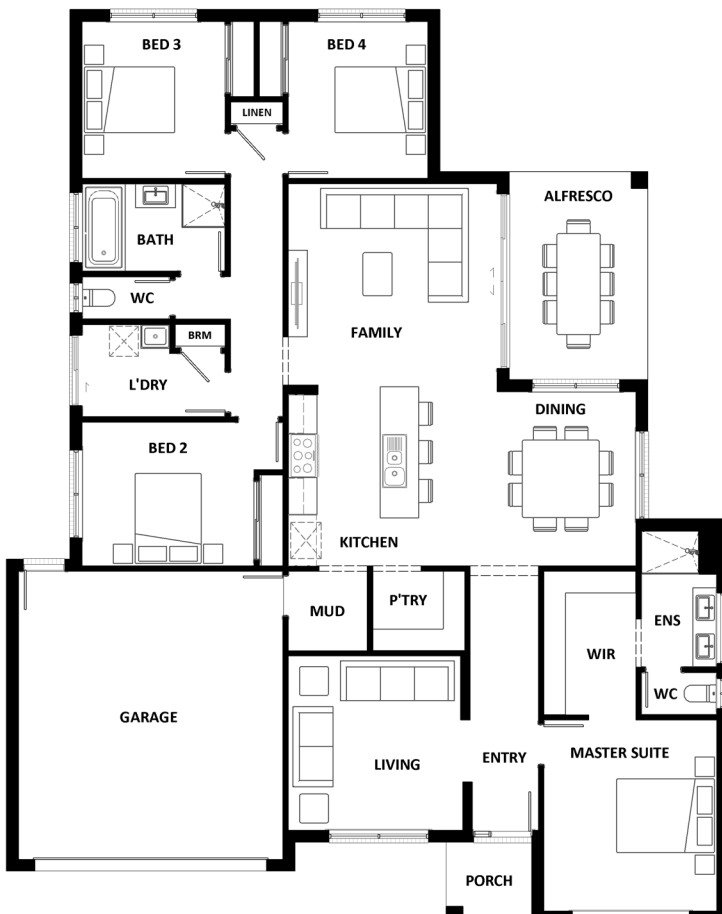 BED 3
BED 4
LINEN
ALFRESCO
BATH
WC
FAMILY
BRM
L'DRY
DINING
BED 2
KITCHEN
MUD
P'TRY
ENS
WIR
WC
GARAGE
LIVING
ENTRY
MASTER SUITE
PORCH